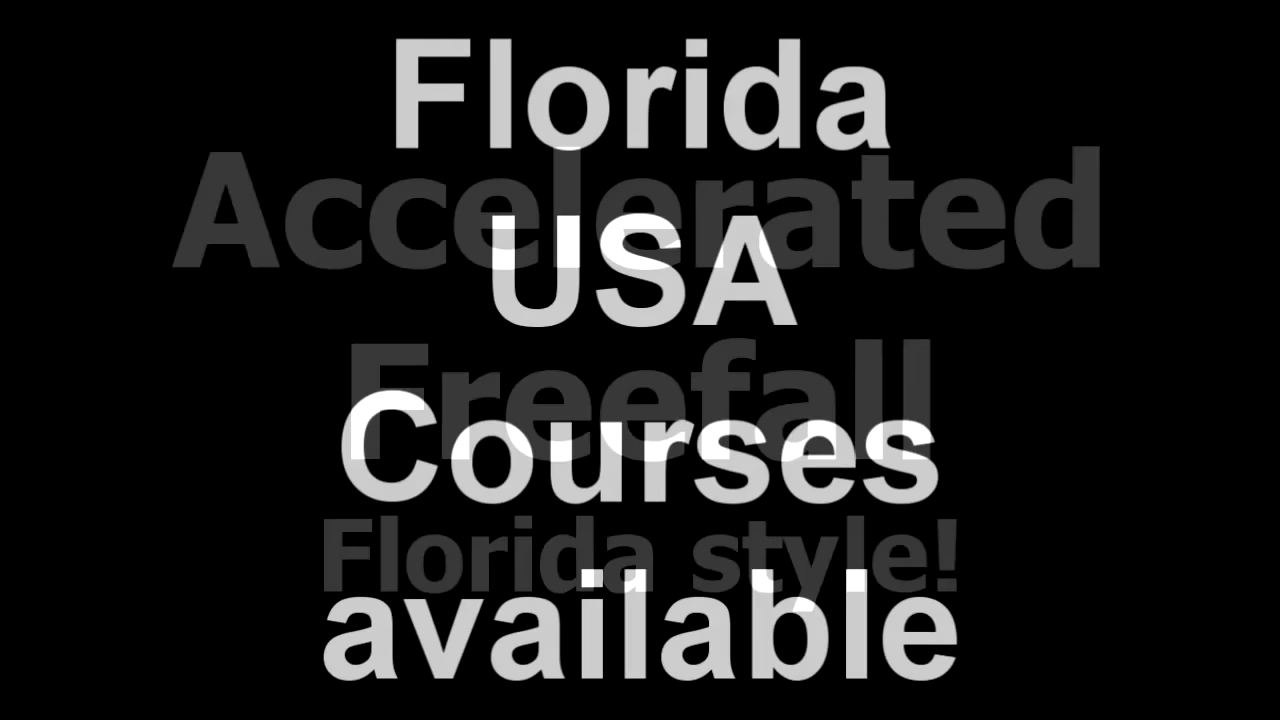 Florida
Accelerated
USA
Freefall
Courses
Florida style!
available